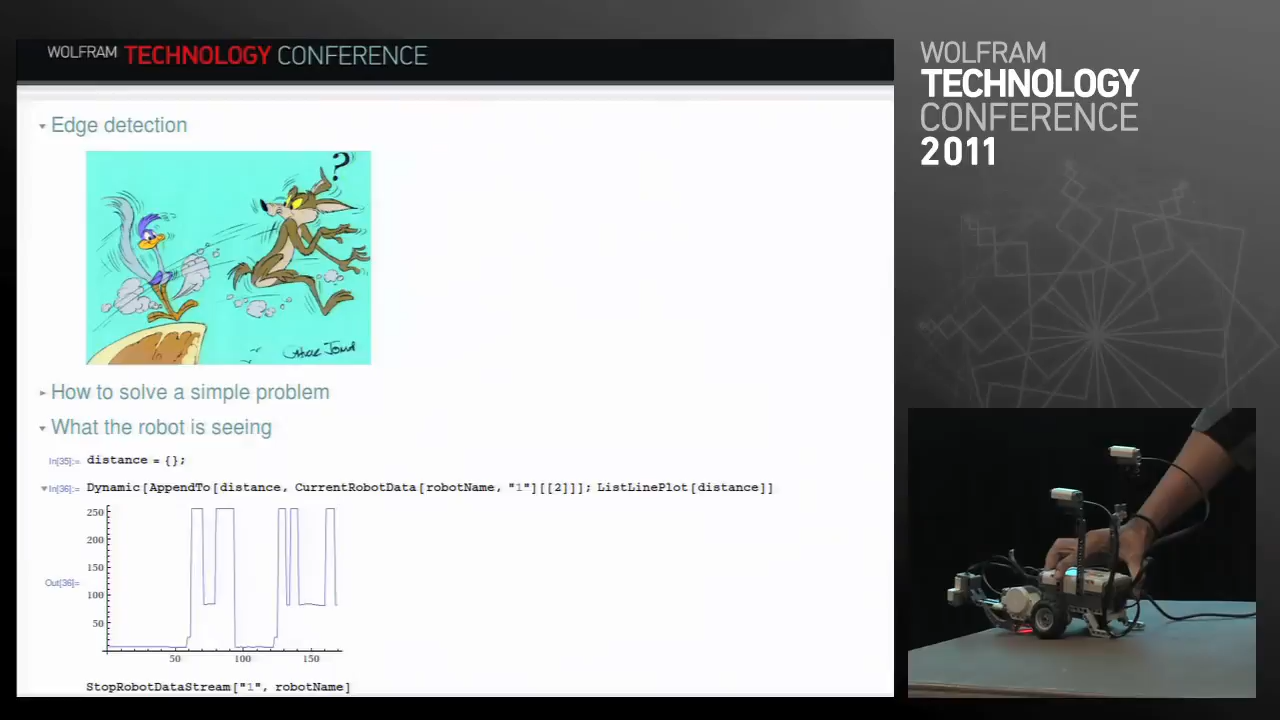 WOLFRAM TECHNOLOGY CONFERENCE
Edge detection
?
How to solve a simple problem
What the robot is seeing
In[35]:= distance = {};
In[36]:= Dynamic[AppendTo[distance, CurrentRobotData[robotName, "1"][[2]]]; ListLinePlot[distance]]
250
200
150
100
50
Out[36]=
50 100 150
StopRobotDataStream["1", robotName]
WOLFRAM
TECHNOLOGY
CONFERENCE
2011